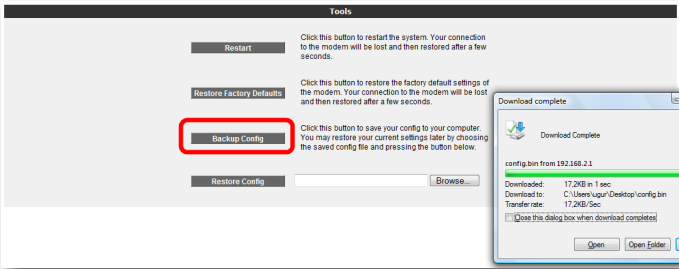 Tools
Restart
Click this button to restart the system. Your connection
to the modem will be lost and then restored after a few
seconds.
Restore Factory Defaults
Click this button to restore the factory default settings of
the modem. Your connection to the modem will be lost
and then restored after a few seconds.
Backup Config
Click this button to save your config to your computer.
You may restore your current settings later by choosing
the saved config file and pressing the button below.
Restore Config
Browse...
Download complete
Download Complete
config.bin from 192.168.2.1
Downloaded: 17,2KB in 1 sec
Download to: C:\Users\ugur\Desktop\config.bin
Transfer rate: 17,2KB/Sec
Close this dialog box when download completes
Open Open Folder